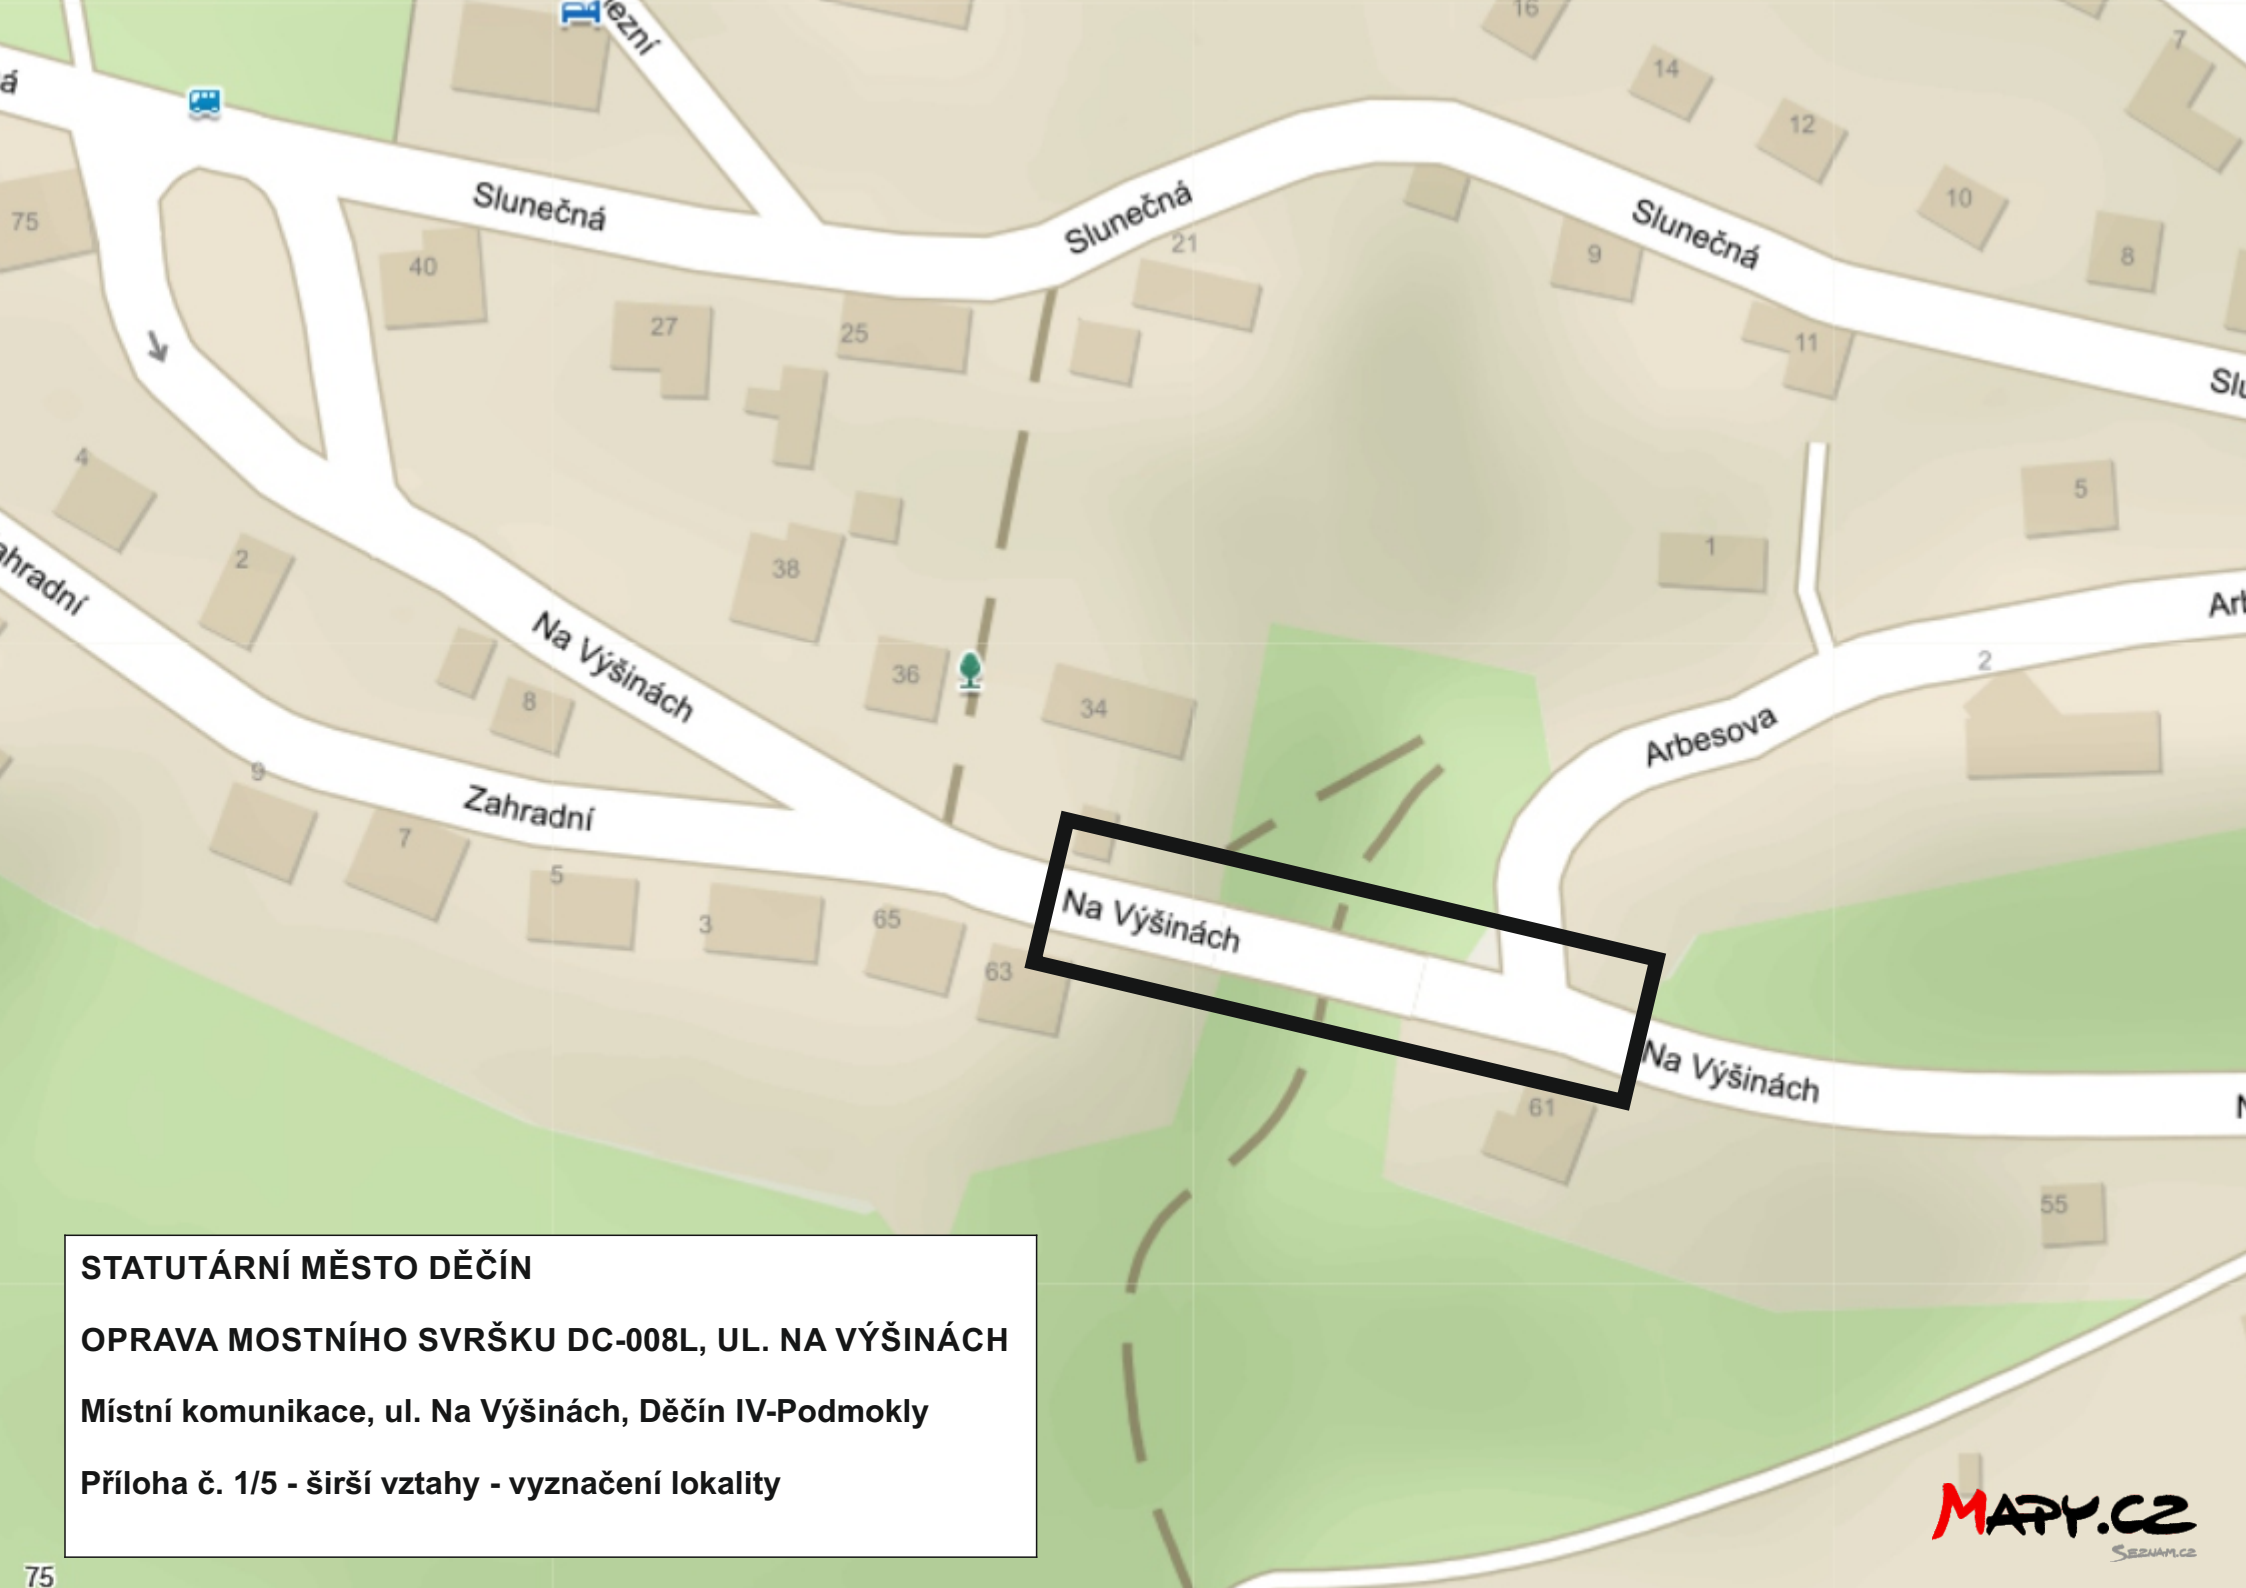 16
7
14
12
75
10
8
Slunečná
Slunečná
Slunečná
21
9
40
27
25
11
4
5
1
2
38
Na Výšinách
36
34
2
8
Arbesova
9
Zahradní
7
5
3
65
63
Na Výšinách
Na Výšinách
61
55
STATUTÁRNÍ MĚSTO DĚČÍN
OPRAVA MOSTNÍHO SVRŠKU DC-008L, UL. NA VÝŠINÁCH
Místní komunikace, ul. Na Výšinách, Děčín IV-Podmokly
Příloha č. 1/5 - širší vztahy - vyznačení lokality
MAPY.CZ
SEZNAM.CZ
75